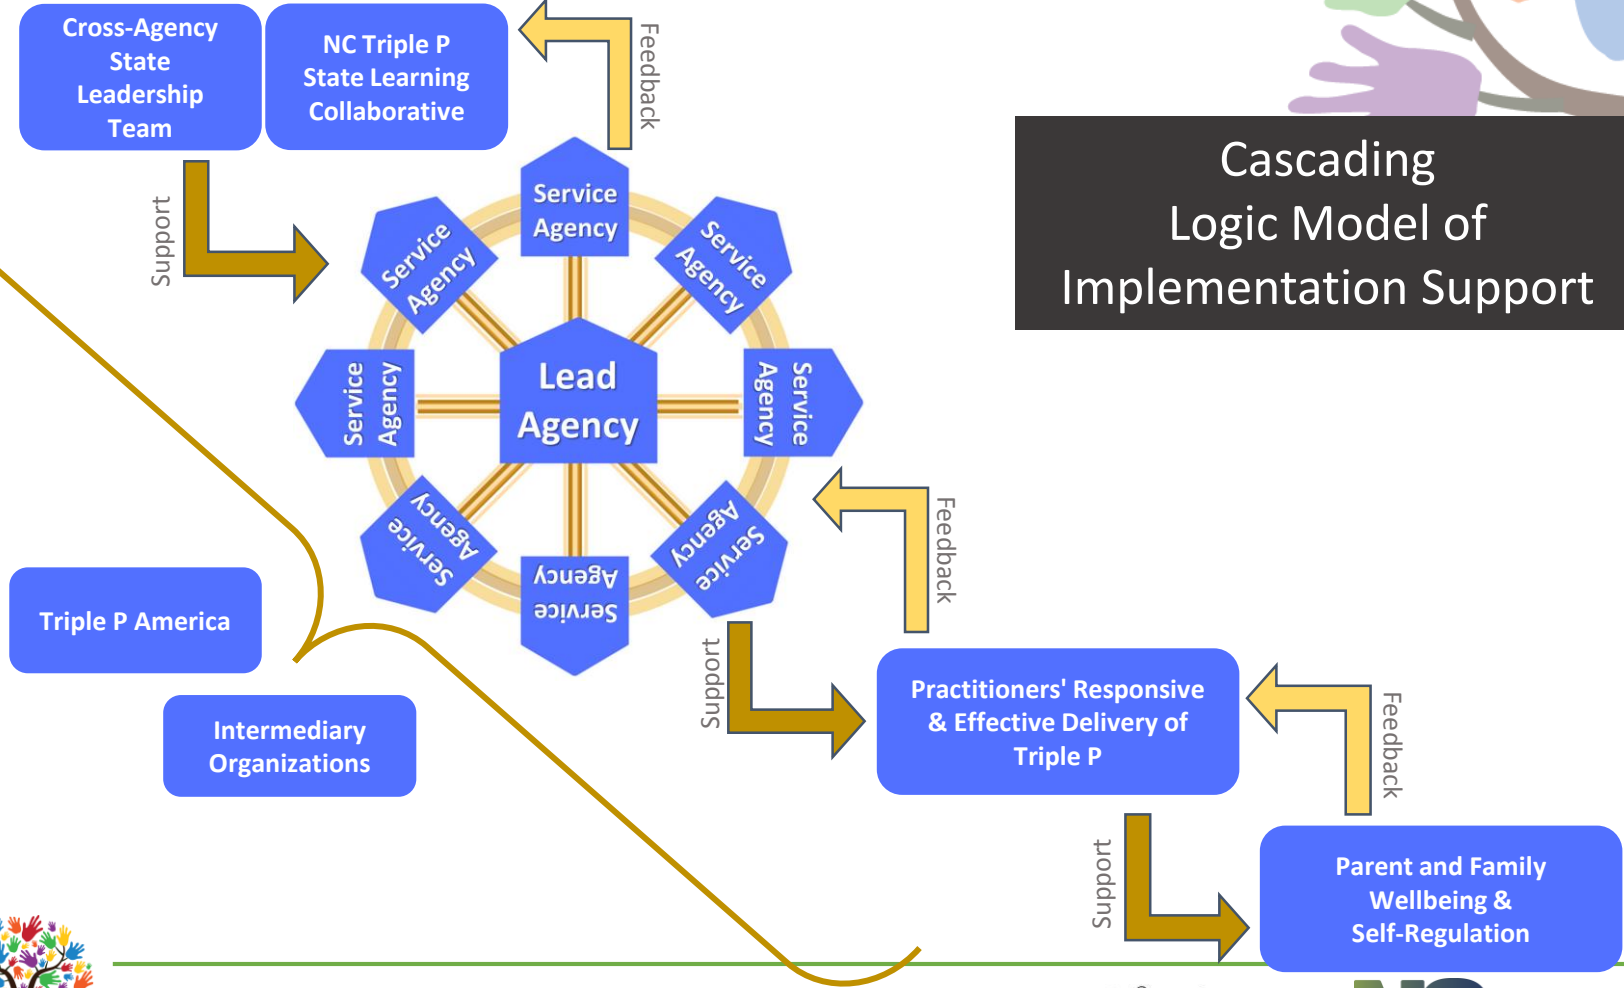 Cross-Agency
State
Leadership
Team
NC Triple P
State Learning
Collaborative
Feedback
Support
Cascading
Logic Model of
Implementation Support
Service
Agency
Service
Agency
Service
Agency
Service
Agency
Lead
Agency
Service
Agency
Service
Agency
Service
Agency
Service
Agency
Feedback
Support
Triple P America
Intermediary
Organizations
Practitioners' Responsive
& Effective Delivery of
Triple P
Feedback
Support
Parent and Family
Wellbeing &
Self-Regulation